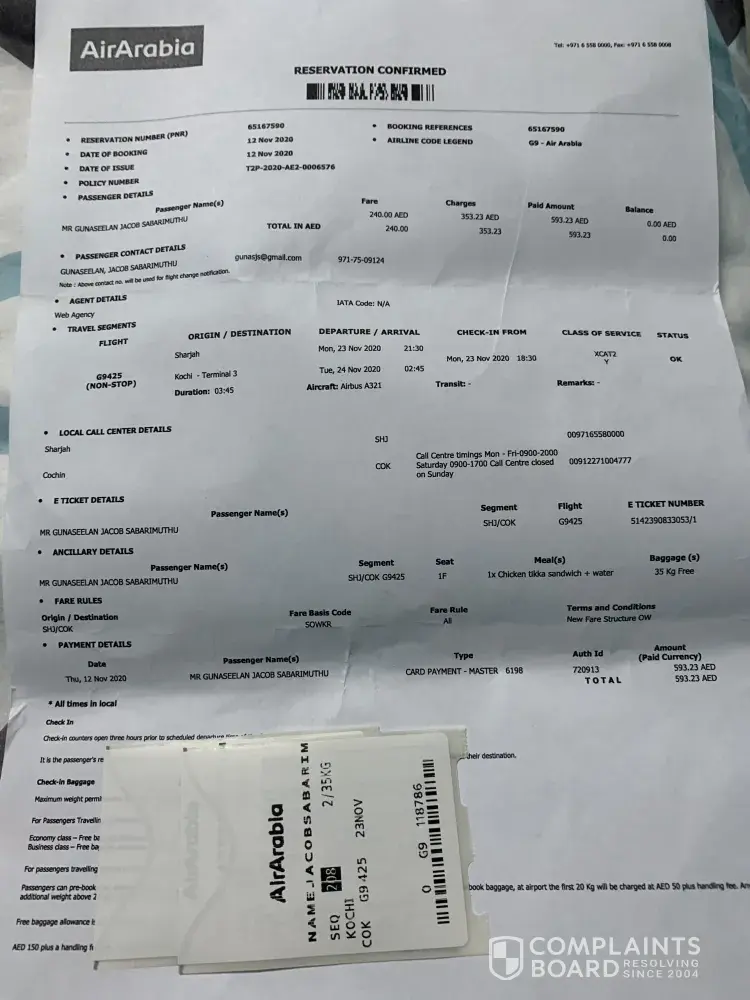 AirArabia
Tel: +971 6 558 0000, Fax: +971 6 558 0008
RESERVATION CONFIRMED
• RESERVATION NUMBER (PNR) 65167590 • BOOKING REFERENCES 65167590
• DATE OF BOOKING 12 Nov 2020 • AIRLINE CODE LEGEND G9 - Air Arabia
• DATE OF ISSUE 12 Nov 2020
• POLICY NUMBER T2P-2020-AE2-0006576
• PASSENGER DETAILS
Passenger Name(s) Fare Charges Paid Amount Balance
MR GUNASEELAN JACOB SABARIMUTHU 240.00 AED 353.23 AED 593.23 AED 0.00 AED
TOTAL IN AED 240.00 353.23 593.23 0.00
• PASSENGER CONTACT DETAILS
GUNASEELAN, JACOB SABARIMUTHU gunasjs@gmail.com 971-75-09124
Note : Above contact no. will be used for flight change notification.
• AGENT DETAILS
Web Agency IATA Code: N/A
• TRAVEL SEGMENTS
FLIGHT ORIGIN / DESTINATION DEPARTURE / ARRIVAL CHECK-IN FROM CLASS OF SERVICE STATUS
Sharjah Mon, 23 Nov 2020 21:30 Mon, 23 Nov 2020 18:30 XCAT2 OK
Y
G9425 Kochi - Terminal 3 Tue, 24 Nov 2020 02:45
(NON-STOP) Duration: 03:45 Aircraft: Airbus A321 Transit: - Remarks: -
• LOCAL CALL CENTER DETAILS
Sharjah SHJ 0097165580000
Cochin COK Call Centre timings Mon - Fri-0900-2000
Saturday 0900-1700 Call Centre closed 00912271004777
on Sunday
• E TICKET DETAILS
Passenger Name(s) Segment Flight E TICKET NUMBER
MR GUNASEELAN JACOB SABARIMUTHU SHJ/COK G9425 5142390833053/1
• ANCILLARY DETAILS
Passenger Name(s) Segment Seat Meal(s) Baggage (s)
MR GUNASEELAN JACOB SABARIMUTHU SHJ/COK G9425 1F 1x Chicken tikka sandwich + water 35 Kg Free
• FARE RULES
Origin / Destination Fare Basis Code Fare Rule Terms and Conditions
SHJ/COK SOWKR All New Fare Structure OW
• PAYMENT DETAILS
Date Passenger Name(s) Type Auth Id Amount
(Paid Currency)
Thu, 12 Nov 2020 MR GUNASEELAN JACOB SABARIMUTHU CARD PAYMENT - MASTER 6198 720913 593.23 AED
TOTAL 593.23 AED
* All times in local
Check In
Check-in counters open three hours prior to scheduled departure time of
It is the passenger's re their destination.
Check-in Baggage
Maximum weight permi
For Passengers Travellin
Economy class – Free ba
Business class – Free ba
For passengers travelling
Passengers can pre-book book baggage, at airport the first 20 Kg will be charged at AED 50 plus handling fee. An
additional weight above 2
Free baggage allowance i
AED 150 plus a handling f
AirArabia
NAMEJACOBSABARIM
2/35KG
SEQ 208
KOCHI 23NOV
COK G9 425
0 G9 118786
COMPLAINTS
BOARD RESOLVING
SINCE 2004